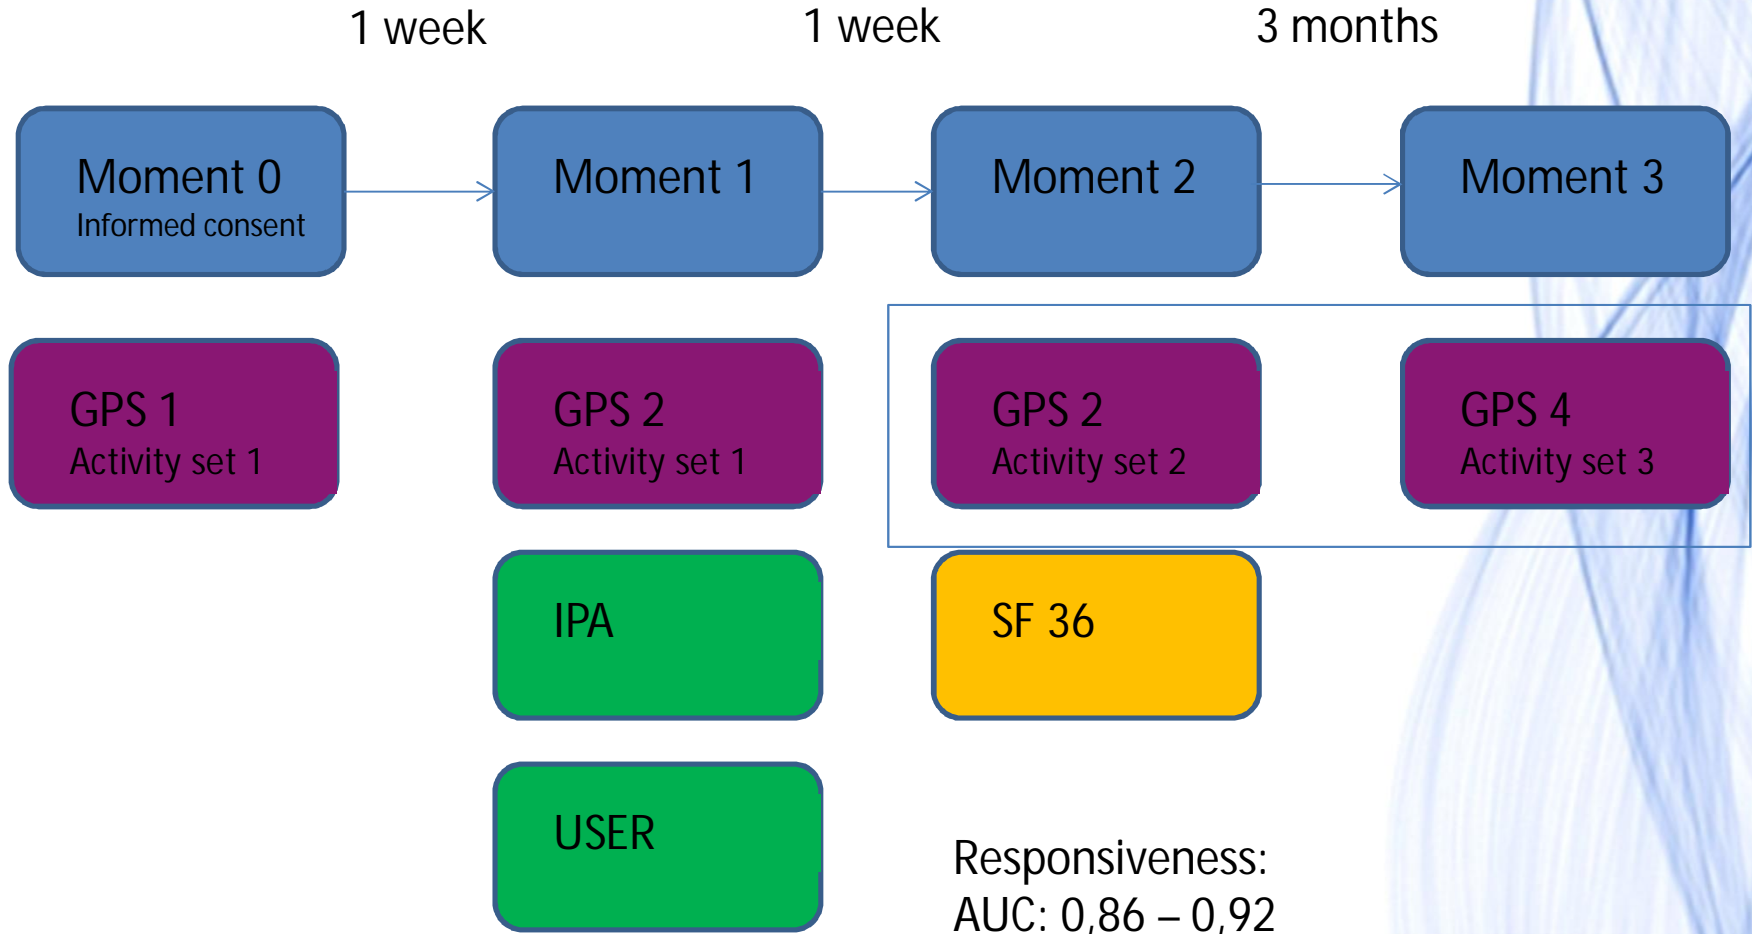 1 week
1 week
3 months
Moment 0
Informed consent
Moment 1
Moment 2
Moment 3
GPS 1
Activity set 1
GPS 2
Activity set 1
GPS 2
Activity set 2
GPS 4
Activity set 3
IPA
SF 36
USER
Responsiveness:
AUC: 0,86 – 0,92